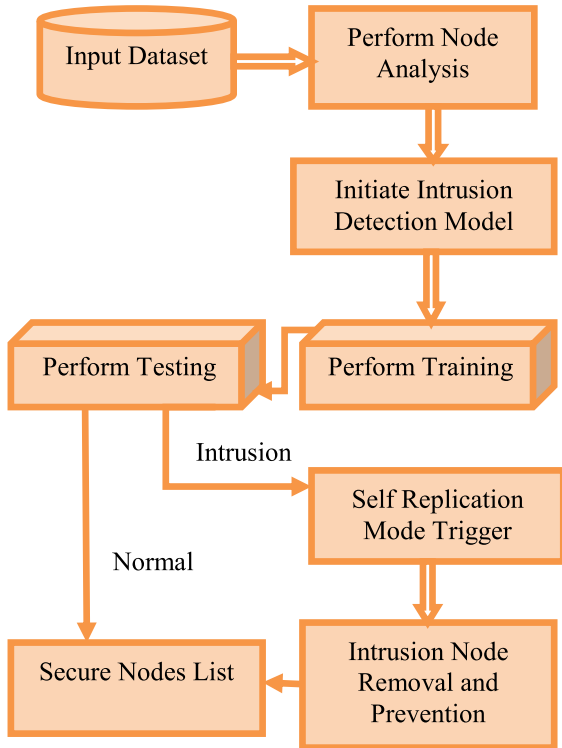 Input Dataset
Perform Node
Analysis
Initiate Intrusion
Detection Model
Perform Testing
Perform Training
Intrusion
Self Replication
Mode Trigger
Normal
Secure Nodes List
Intrusion Node
Removal and
Prevention